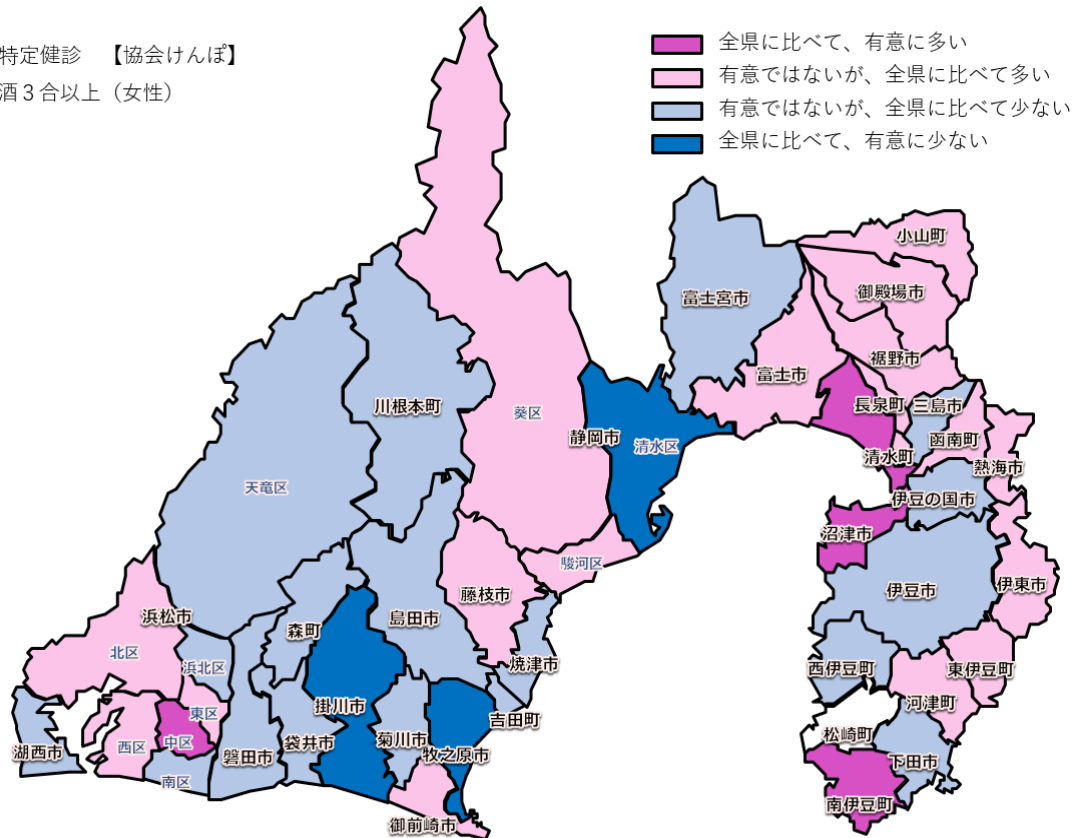 特定健診　【協会けんぽ】
酒３合以上（女性）
全県に比べて、有意に多い
有意ではないが、全県に比べて多い
有意ではないが、全県に比べて少ない
全県に比べて、有意に少ない
小山町
御殿場市
富士宮市
裾野市
富士市
長泉町
三島市
川根本町
葵区
静岡市
清水区
函南町
清水町
熱海市
天竜区
伊豆の国市
沼津市
駿河区
伊豆市
伊東市
藤枝市
浜松市
島田市
森町
北区
浜北区
焼津市
西伊豆町
東伊豆町
河津町
掛川市
東区
吉田町
松崎町
中区
西区
袋井市
菊川市
湖西市
磐田市
牧之原市
下田市
南区
南伊豆町
御前崎市